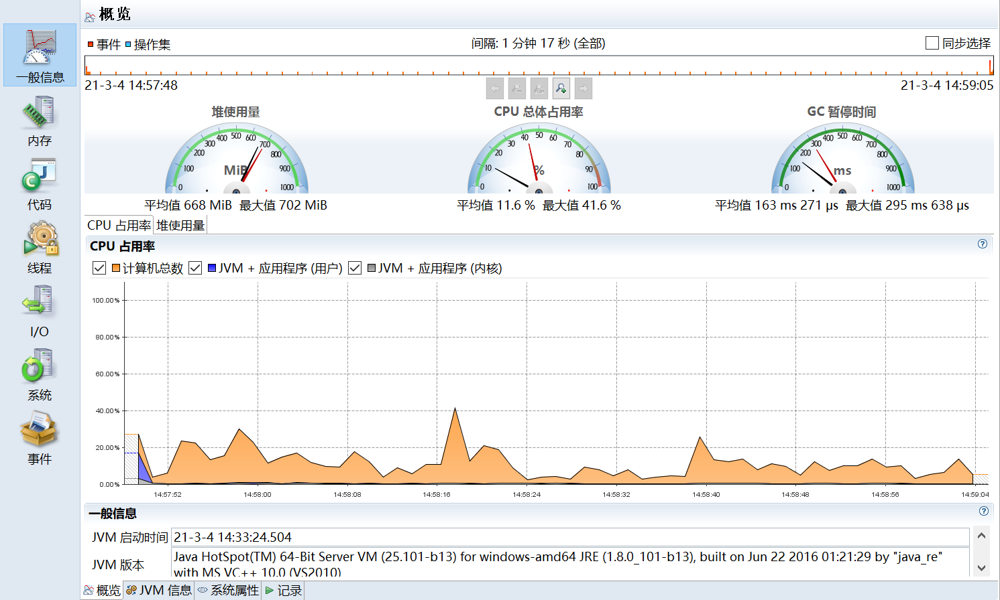 概览
事件 操作集
间隔: 1 分钟 17 秒 (全部)
同步选择
21-3-4 14:57:48
21-3-4 14:59:05
一般信息
内存
代码
线程
I/O
系统
事件
堆使用量
0 100 200 300 400 500 600 700 800 900 1000
MiB
平均值 668 MiB 最大值 702 MiB
CPU 总体占用率
0 10 20 30 40 50 60 70 80 90 100
%
平均值 11.6 % 最大值 41.6 %
GC 暂停时间
0 100 200 300 400 500 600 700 800 900 1000
ms
平均值 163 ms 271 µs 最大值 295 ms 638 µs
CPU 占用率 堆使用量
CPU 占用率
计算机总数 JVM + 应用程序 (用户) JVM + 应用程序 (内核)
100.00%
80.00%
60.00%
40.00%
20.00%
0.00%
14:57:52 14:58:00 14:58:08 14:58:16 14:58:24 14:58:32 14:58:40 14:58:48 14:58:56 14:59:04
一般信息
JVM 启动时间 21-3-4 14:33:24.504
JVM 版本
Java HotSpot(TM) 64-Bit Server VM (25.101-b13) for windows-amd64 JRE (1.8.0_101-b13), built on Jun 22 2016 01:21:29 by "java_re"
with MS VC++ 10.0 (VS2010)
概览 JVM 信息 系统属性 记录